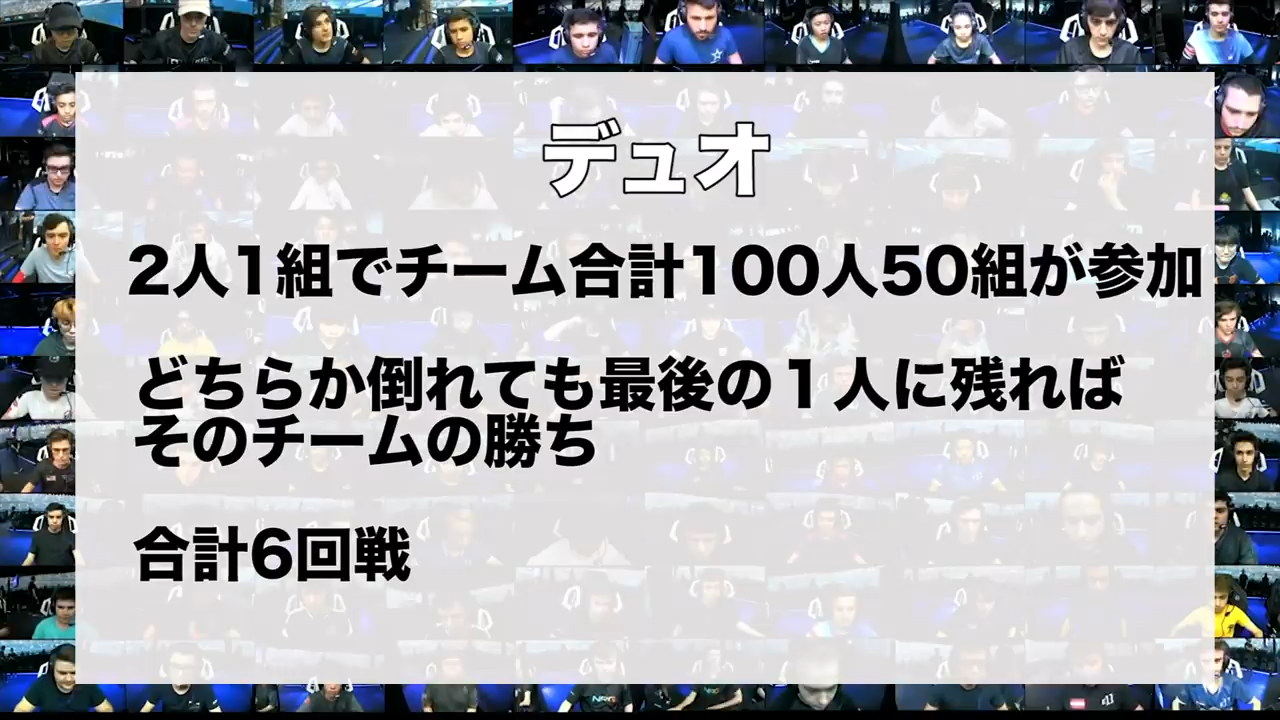 デュオ
2人1組でチーム合計100人50組が参加
どちらか倒れても最後の１人に残れば
そのチームの勝ち
合計6回戦